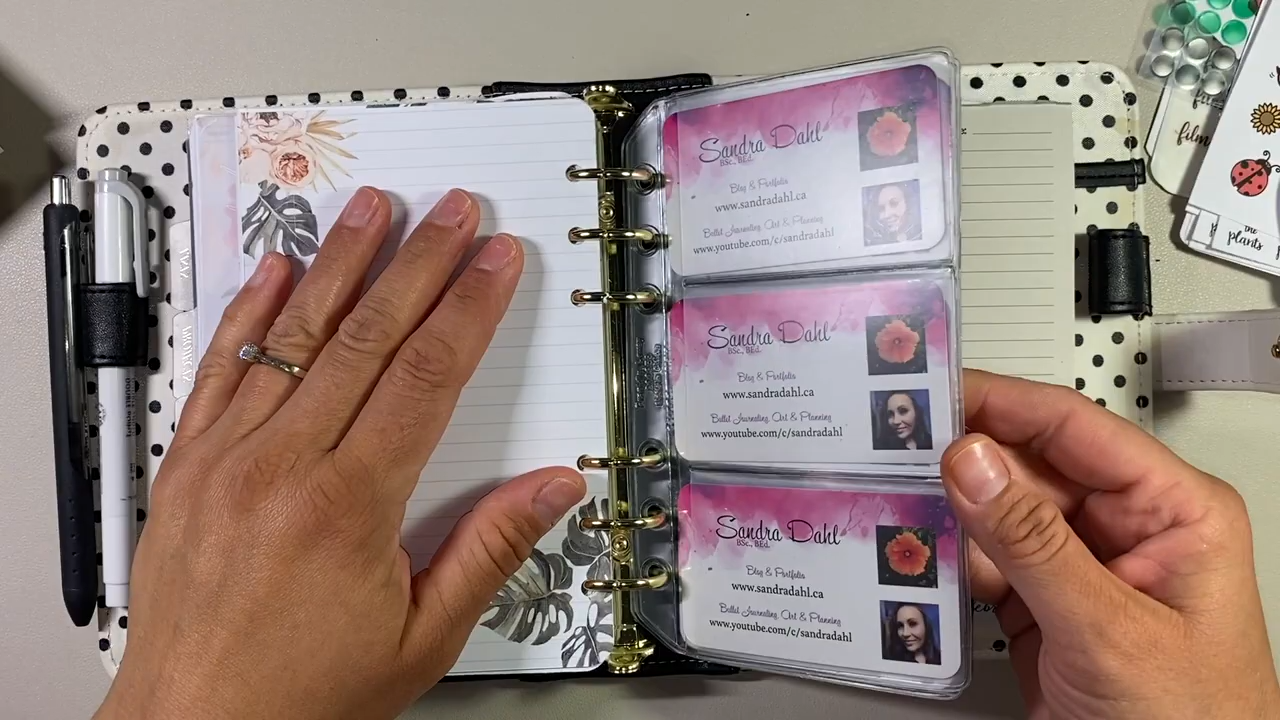 Sandra Dahl
BSc., BEd.
Blog & Portfolio
www.sandradahl.ca
Bullet Journaling, Art & Planning
www.youtube.com/c/sandradahl
Sandra Dahl
BSc., BEd.
Blog & Portfolio
www.sandradahl.ca
Bullet Journaling, Art & Planning
www.youtube.com/c/sandradahl
Sandra Dahl
BSc., BEd.
Blog & Portfolio
www.sandradahl.ca
Bullet Journaling, Art & Planning
www.youtube.com/c/sandradahl
film
the
plants